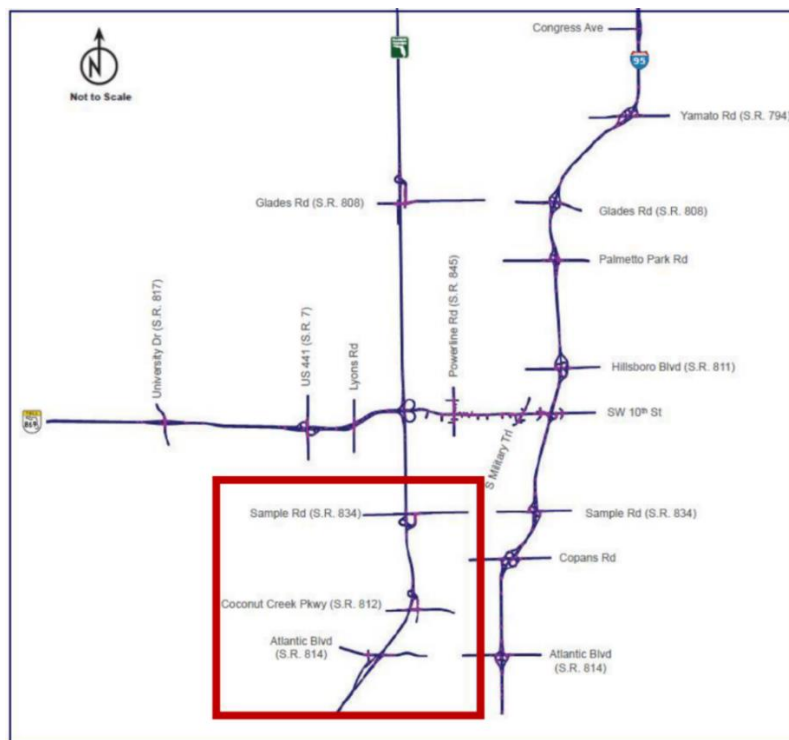 Congress Ave
N
Not to Scale
95
Yamato Rd (S.R. 794)
Glades Rd (S.R. 808)
Glades Rd (S.R. 808)
Palmetto Park Rd
University Dr (S.R. 817)
US 441 (S.R. 7)
Lyons Rd
Powerline Rd (S.R. 845)
Hillsboro Blvd (S.R. 811)
869
SW 10th St
S Military Trl
Sample Rd (S.R. 834)
Sample Rd (S.R. 834)
Copans Rd
Coconut Creek Pkwy (S.R. 812)
Atlantic Blvd
(S.R. 814)
Atlantic Blvd
(S.R. 814)